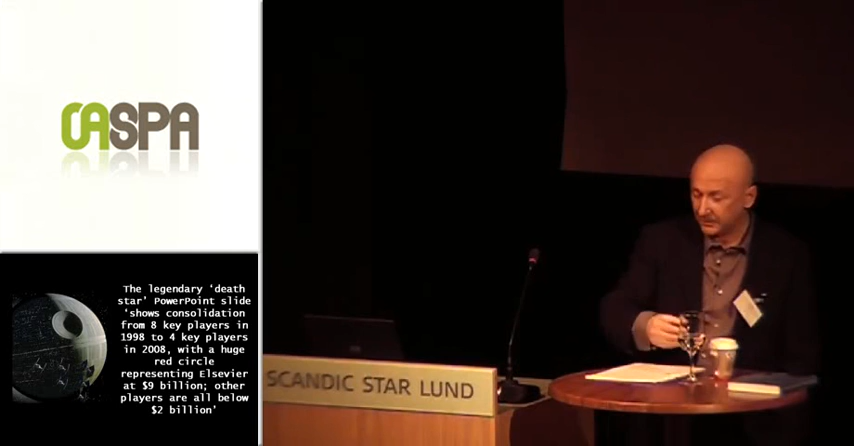 OASPA
The legendary 'death
star' PowerPoint slide
'shows consolidation
from 8 key players in
1998 to 4 key players
in 2008, with a huge
red circle
representing Elsevier
at $9 billion; other
players are all below
$2 billion'
SCANDIC STAR LUND